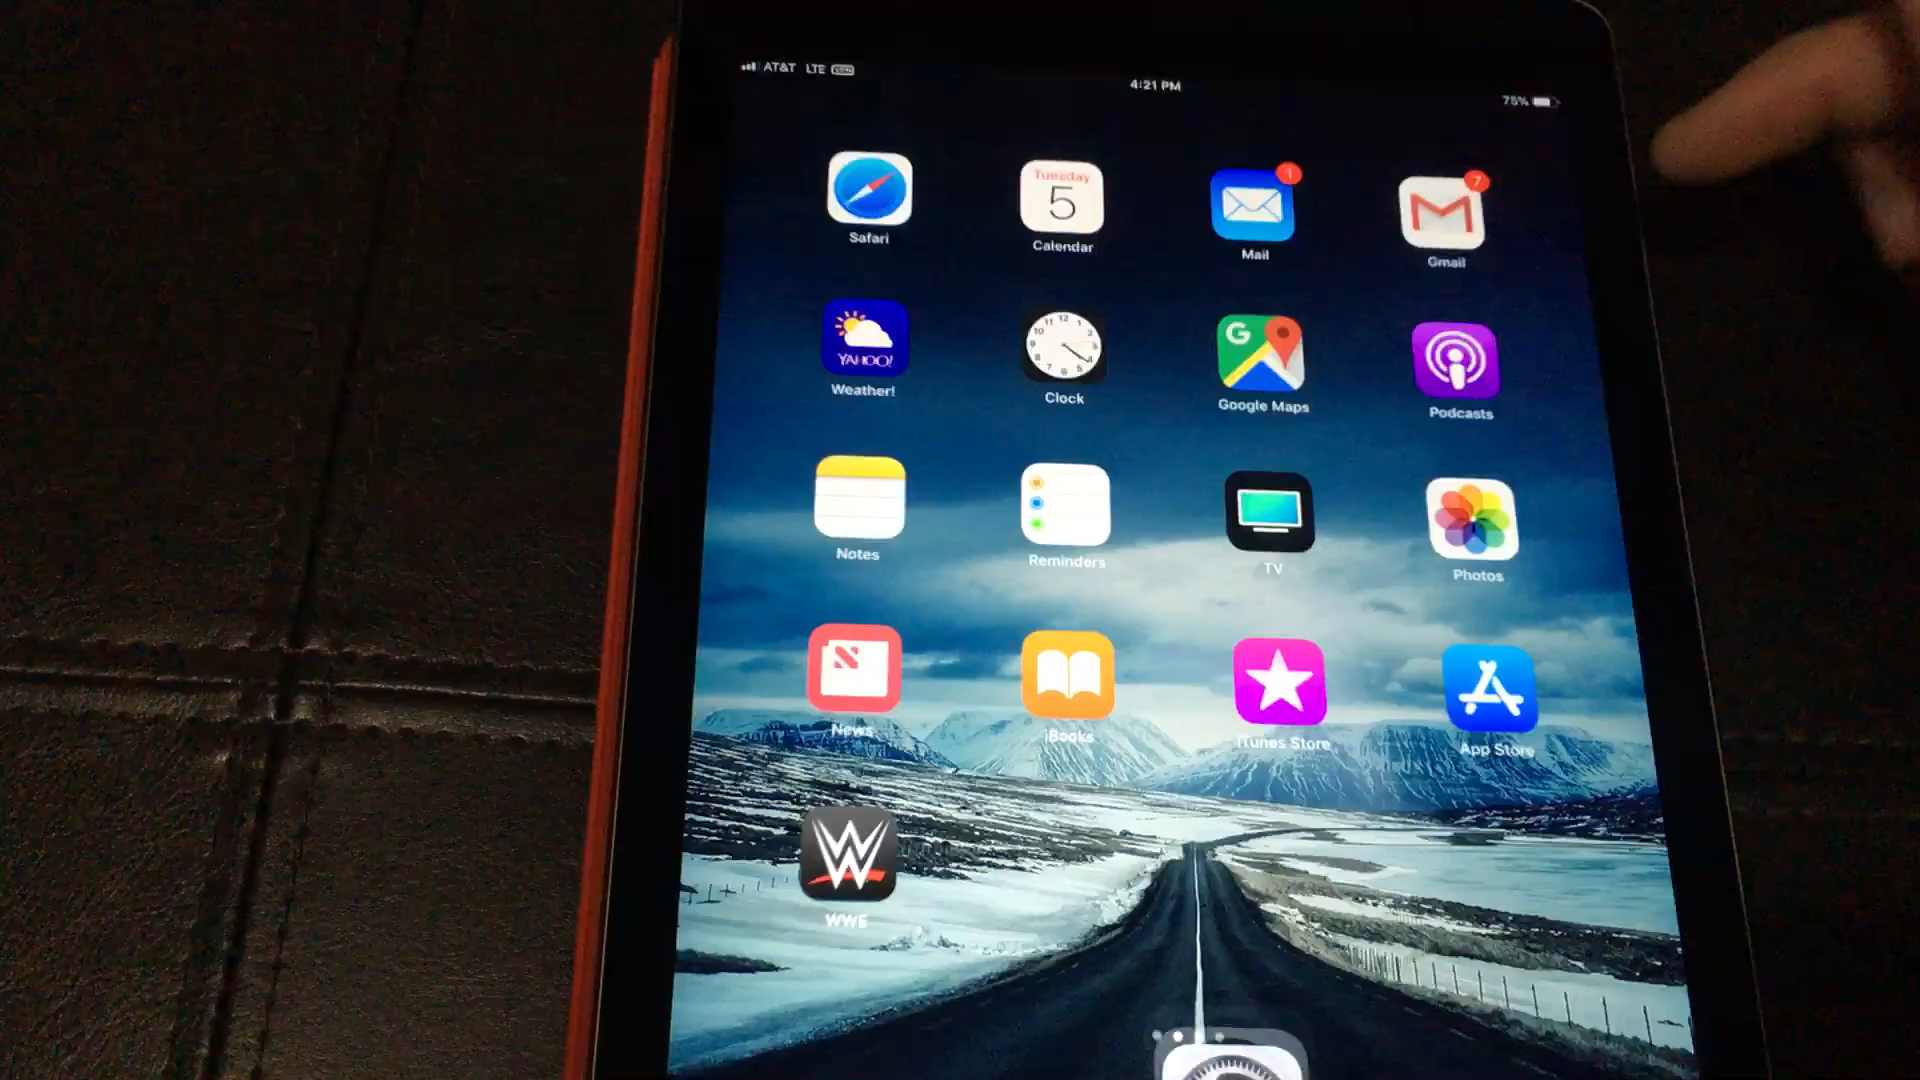 AT&T LTE VPN
4:21 PM
75%
Tuesday
5
1
7
Safari
Calendar
Mail
Gmail
YAHOO!
G
Weather!
Clock
Google Maps
Podcasts
Notes
Reminders
TV
Photos
News
iBooks
iTunes Store
App Store
WWE